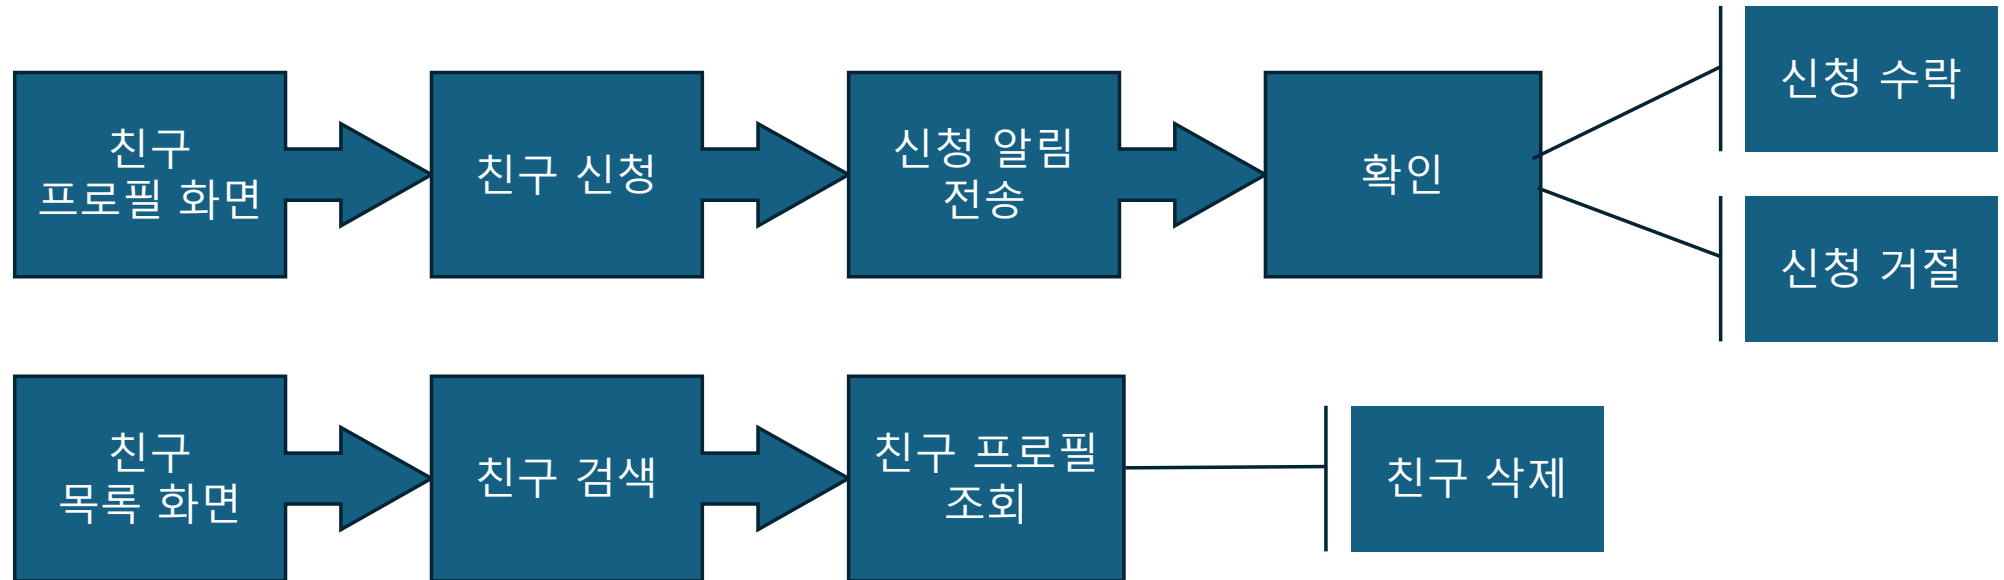 친구
프로필 화면
친구 신청
신청 알림
전송
확인
신청 수락
신청 거절
친구
목록 화면
친구 검색
친구 프로필
조회
친구 삭제